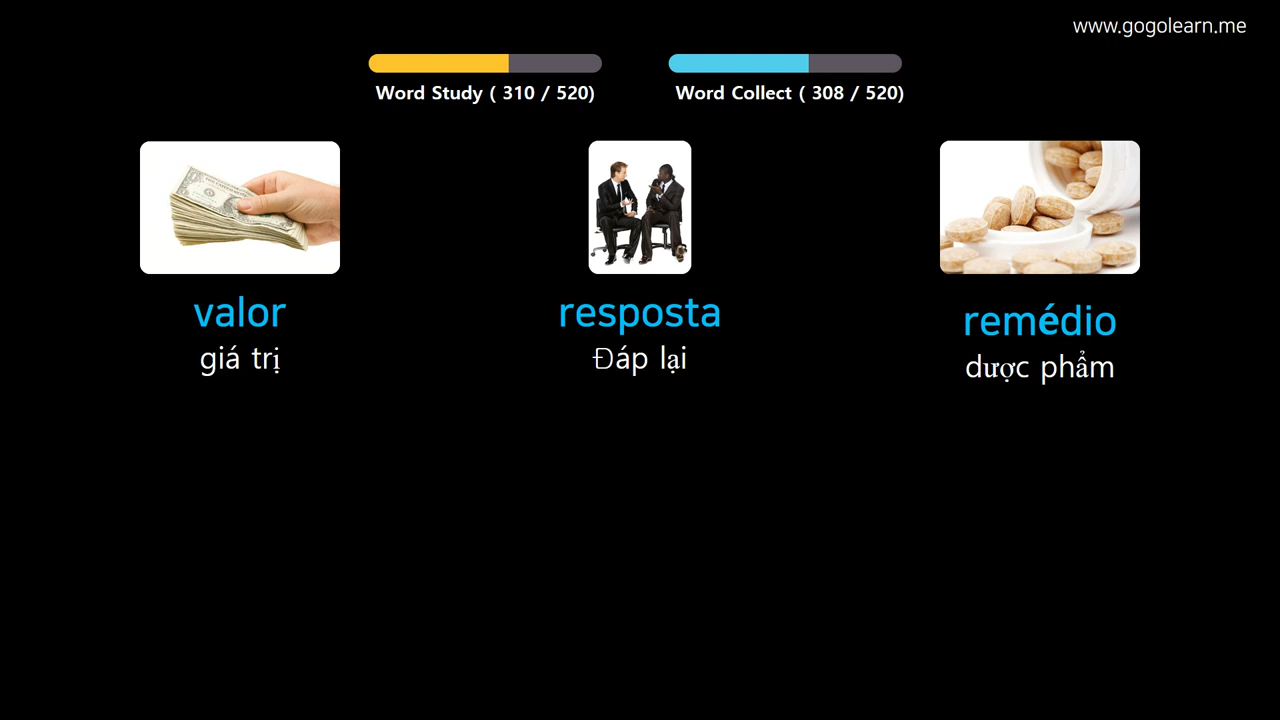 www.gogolearn.me
Word Study ( 310 / 520)
Word Collect ( 308 / 520)
valor
giá trị
resposta
Đáp lại
remédio
dược phẩm